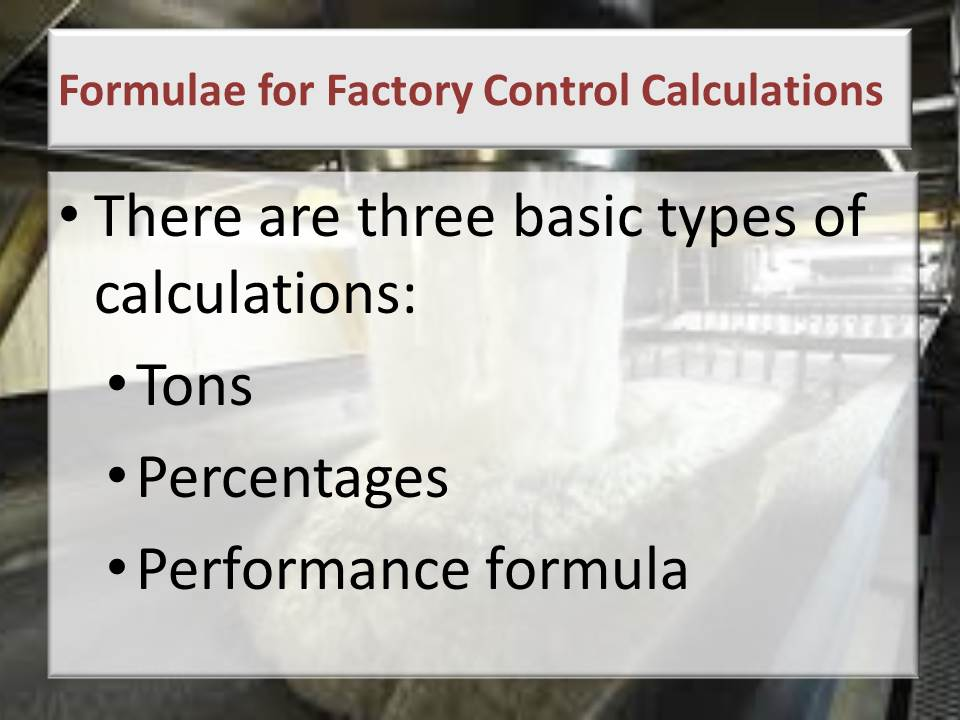 Formulae for Factory Control Calculations
• There are three basic types of
calculations:
• Tons
• Percentages
• Performance formula